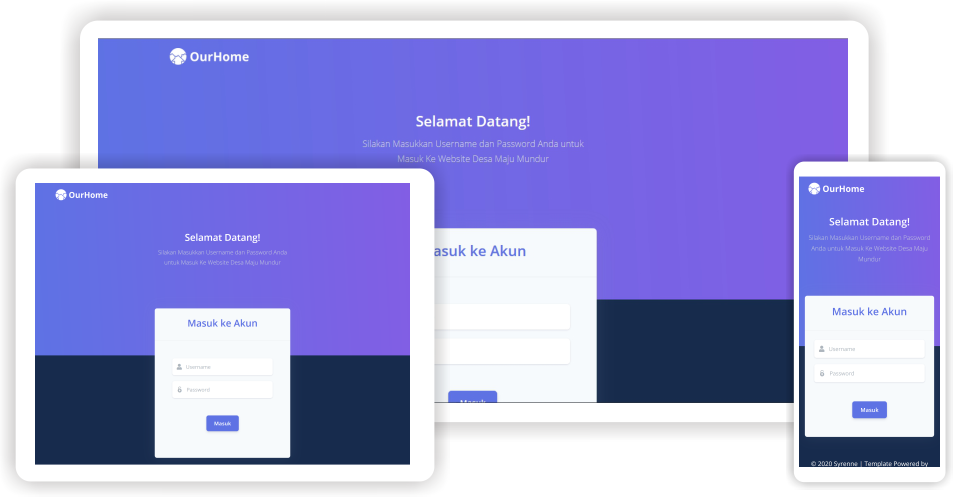 OurHome
Selamat Datang!
Silakan Masukkan Username dan Password Anda untuk
Masuk Ke Website Desa Maju Mundur
asuk ke Akun
Masuk
OurHome
Selamat Datang!
Silakan Masukkan Username dan Password Anda
untuk Masuk Ke Website Desa Maju Mundur
Masuk ke Akun
Username
Password
Masuk
OurHome
Selamat Datang!
Silakan Masukkan Username dan Password
Anda untuk Masuk Ke Website Desa Maju
Mundur
Masuk ke Akun
Username
Password
Masuk
© 2020 Syrenne | Template Powered by